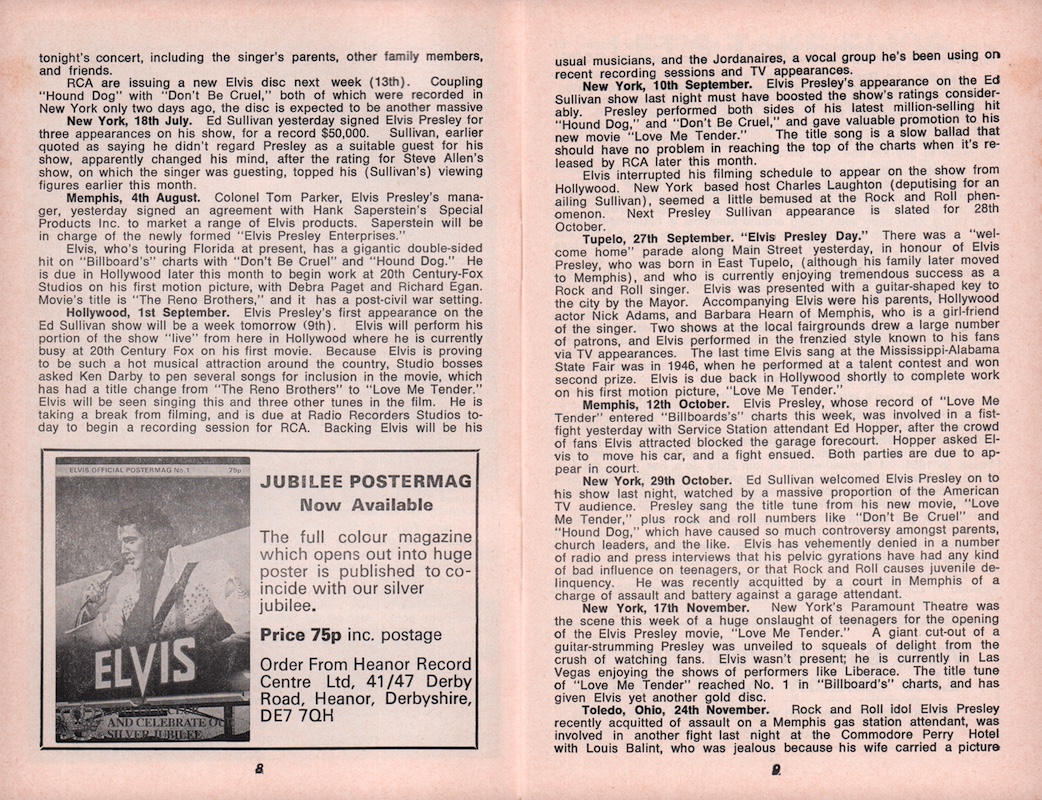 tonight's concert, including the singer's parents, other family members,
and friends.
RCA are issuing a new Elvis disc next week (13th). Coupling
"Hound Dog" with "Don't Be Cruel," both of which were recorded in
New York only two days ago, the disc is expected to be another massive
New York, 18th July. Ed Sullivan yesterday signed Elvis Presley for
three appearances on his show, for a record $50,000. Sullivan, earlier
quoted as saying he didn't regard Presley as a suitable guest for his
show, apparently changed his mind, after the rating for Steve Allen's
show, on which the singer was guesting, topped his (Sullivan's) viewing
figures earlier this month.
Memphis, 4th August. Colonel Tom Parker, Elvis Presley's mana-
ger, yesterday signed an agreement with Hank Saperstein's Special
Products Inc. to market a range of Elvis products. Saperstein will be
in charge of the newly formed "Elvis Presley Enterprises."
Elvis, who's touring Florida at present, has a gigantic double-sided
hit on "Billboard's" charts with "Don't Be Cruel" and "Hound Dog." He
is due in Hollywood later this month to begin work at 20th Century-Fox
Studios on his first motion picture, with Debra Paget and Richard Egan.
Movie's title is "The Reno Brothers," and it has a post-civil war setting.
Hollywood, 1st September. Elvis Presley's first appearance on the
Ed Sullivan show will be a week tomorrow (9th). Elvis will perform his
portion of the show "live" from here in Hollywood where he is currently
busy at 20th Century Fox on his first movie. Because Elvis is proving
to be such a hot musical attraction around the country, Studio bosses
asked Ken Darby to pen several songs for inclusion in the movie, which
has had a title change from "The Reno Brothers" to "Love Me Tender."
Elvis will be seen singing this and three other tunes in the film. He is
taking a break from filming, and is due at Radio Recorders Studios to-
day to begin a recording session for RCA. Backing Elvis will be his
ELVIS OFFICIAL POSTERMAG No.1 75p
ELVIS
AND CELEBRATE
SILVER JUBILEE
JUBILEE POSTERMAG
Now Available
The full colour magazine
which opens out into huge
poster is published to co-
incide with our silver
jubilee.
Price 75p inc. postage
Order From Heanor Record
Centre Ltd, 41/47 Derby
Road, Heanor, Derbyshire,
DE7 7QH
8
usual musicians, and the Jordanaires, a vocal group he's been using on
recent recording sessions and TV appearances.
New York, 10th September. Elvis Presley's appearance on the Ed
Sullivan show last night must have boosted the show's ratings consider-
ably. Presley performed both sides of his latest million-selling hit
"Hound Dog," and "Don't Be Cruel," and gave valuable promotion to his
new movie "Love Me Tender." The title song is a slow ballad that
should have no problem in reaching the top of the charts when it's re-
leased by RCA later this month.
Elvis interrupted his filming schedule to appear on the show from
Hollywood. New York based host Charles Laughton (deputising for an
ailing Sullivan), seemed a little bemused at the Rock and Roll phen-
omenon. Next Presley Sullivan appearance is slated for 28th
October.
Tupelo, 27th September. "Elvis Presley Day." There was a "wel-
come home" parade along Main Street yesterday, in honour of Elvis
Presley, who was born in East Tupelo, (although his family later moved
to Memphis), and who is currently enjoying tremendous success as a
Rock and Roll singer. Elvis was presented with a guitar-shaped key to
the city by the Mayor. Accompanying Elvis were his parents, Hollywood
actor Nick Adams, and Barbara Hearn of Memphis, who is a girl-friend
of the singer. Two shows at the local fairgrounds drew a large number
of patrons, and Elvis performed in the frenzied style known to his fans
via TV appearances. The last time Elvis sang at the Mississippi-Alabama
State Fair was in 1946, when he performed at a talent contest and won
second prize. Elvis is due back in Hollywood shortly to complete work
on his first motion picture, "Love Me Tender."
Memphis, 12th October. Elvis Presley, whose record of "Love Me
Tender" entered "Billboards's" charts this week, was involved in a fist-
fight yesterday with Service Station attendant Ed Hopper, after the crowd
of fans Elvis attracted blocked the garage forecourt. Hopper asked El-
vis to move his car, and a fight ensued. Both parties are due to ap-
pear in court.
New York, 29th October. Ed Sullivan welcomed Elvis Presley on to
his show last night, watched by a massive proportion of the American
TV audience. Presley sang the title tune from his new movie, "Love
Me Tender," plus rock and roll numbers like "Don't Be Cruel" and
"Hound Dog," which have caused so much controversy amongst parents,
church leaders, and the like. Elvis has vehemently denied in a number
of radio and press interviews that his pelvic gyrations have had any kind
of bad influence on teenagers, or that Rock and Roll causes juvenile de-
linquency. He was recently acquitted by a court in Memphis of a
charge of assault and battery against a garage attendant.
New York, 17th November. New York's Paramount Theatre was
the scene this week of a huge onslaught of teenagers for the opening
of the Elvis Presley movie, "Love Me Tender." A giant cut-out of a
guitar-strumming Presley was unveiled to squeals of delight from the
crush of watching fans. Elvis wasn't present; he is currently in Las
Vegas enjoying the shows of performers like Liberace. The title tune
of "Love Me Tender" reached No. 1 in "Billboard's" charts, and has
given Elvis yet another gold disc.
Toledo, Ohio, 24th November. Rock and Roll idol Elvis Presley
recently acquitted of assault on a Memphis gas station attendant, was
involved in another fight last night at the Commodore Perry Hotel
with Louis Balint, who was jealous because his wife carried a picture
9